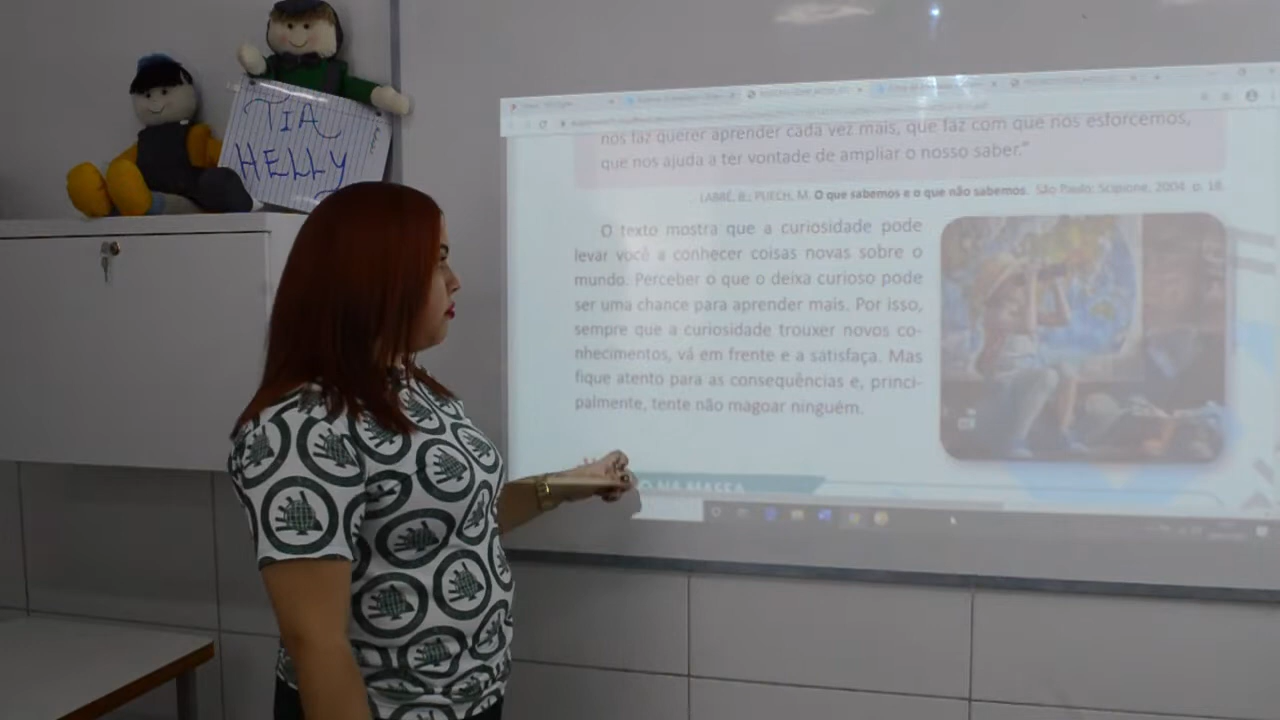 TIA
HELLY
nos faz querer aprender cada vez mais, que faz com que nos esforcemos,
que nos ajuda a ter vontade de ampliar o nosso saber."
LABBÉ, B.; PUECH, M. O que sabemos e o que não sabemos. São Paulo: Scipione, 2004. p. 18.
O texto mostra que a curiosidade pode
levar você a conhecer coisas novas sobre o
mundo. Perceber o que o deixa curioso pode
ser uma chance para aprender mais. Por isso,
sempre que a curiosidade trouxer novos co-
nhecimentos, vá em frente e a satisfaça. Mas
fique atento para as consequências e, princi-
palmente, tente não magoar ninguém.
NA MASSA